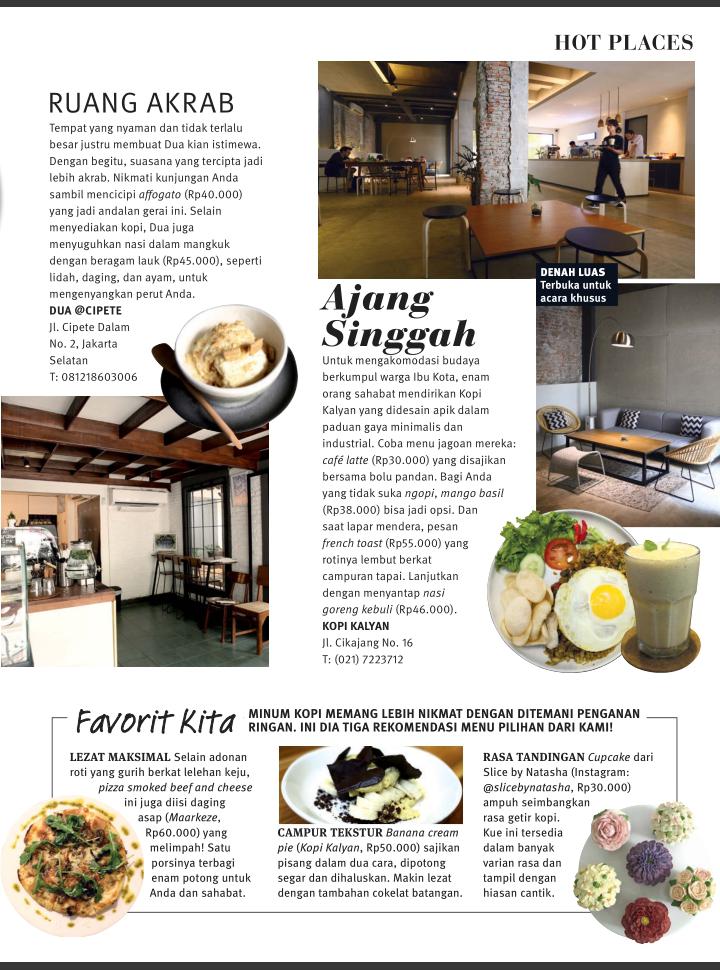 HOT PLACES
RUANG AKRAB
Tempat yang nyaman dan tidak terlalu
besar justru membuat Dua kian istimewa.
Dengan begitu, suasana yang tercipta jadi
lebih akrab. Nikmati kunjungan Anda
sambil mencicipi affogato (Rp40.000)
yang jadi andalan gerai ini. Selain
menyediakan kopi, Dua juga
menyuguhkan nasi dalam mangkuk
dengan beragam lauk (Rp45.000), seperti
lidah, daging, dan ayam, untuk
mengenyangkan perut Anda.
DUA @CIPETE
Jl. Cipete Dalam
No. 2, Jakarta
Selatan
T: 081218603006
DENAH LUAS
Terbuka untuk
acara khusus
Ajang
Singgah
Untuk mengakomodasi budaya
berkumpul warga Ibu Kota, enam
orang sahabat mendirikan Kopi
Kalyan yang didesain apik dalam
paduan gaya minimalis dan
industrial. Coba menu jagoan mereka:
café latte (Rp30.000) yang disajikan
bersama bolu pandan. Bagi Anda
yang tidak suka ngopi, mango basil
(Rp38.000) bisa jadi opsi. Dan
saat lapar mendera, pesan
french toast (Rp55.000) yang
rotinya lembut berkat
campuran tapai. Lanjutkan
dengan menyantap nasi
goreng kebuli (Rp46.000).
KOPI KALYAN
Jl. Cikajang No. 16
T: (021) 7223712
Favorit Kita
MINUM KOPI MEMANG LEBIH NIKMAT DENGAN DITEMANI PENGANAN
RINGAN. INI DIA TIGA REKOMENDASI MENU PILIHAN DARI KAMI!
LEZAT MAKSIMAL Selain adonan
roti yang gurih berkat lelehan keju,
pizza smoked beef and cheese
ini juga diisi daging
asap (Maarkeze,
Rp60.000) yang
melimpah! Satu
porsinya terbagi
enam potong untuk
Anda dan sahabat.
CAMPUR TEKSTUR Banana cream
pie (Kopi Kalyan, Rp50.000) sajikan
pisang dalam dua cara, dipotong
segar dan dihaluskan. Makin lezat
dengan tambahan cokelat batangan.
RASA TANDINGAN Cupcake dari
Slice by Natasha (Instagram:
@slicebynatasha, Rp30.000)
ampuh seimbangkan
rasa getir kopi.
Kue ini tersedia
dalam banyak
varian rasa dan
tampil dengan
hiasan cantik.